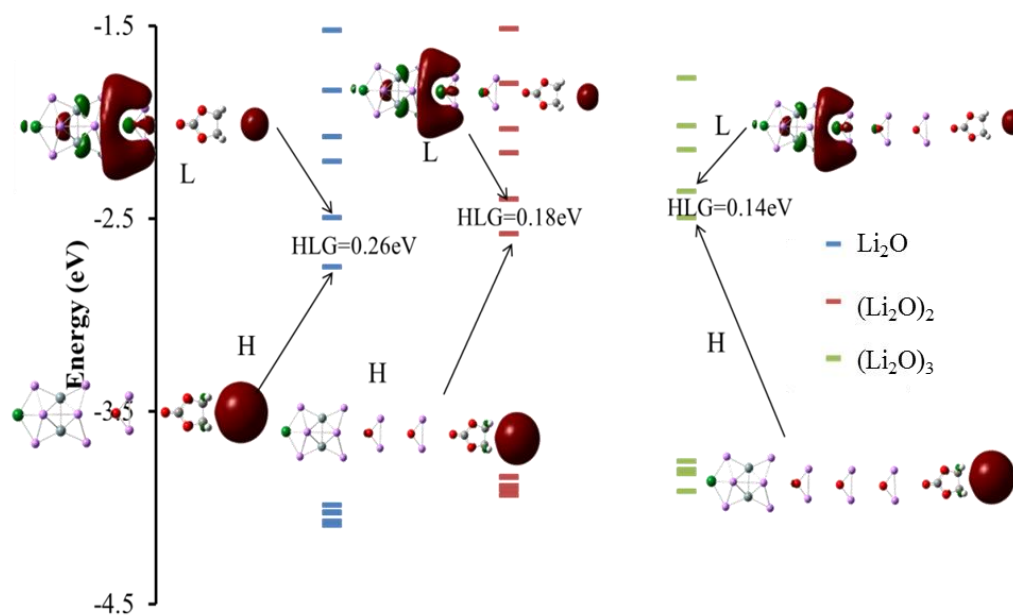 -1.5
-2.5
-3.5
-4.5
Energy (eV)
L
L
L
HLG=0.26eV
HLG=0.18eV
HLG=0.14eV
H
H
H
Li₂O
(Li₂O)₂
(Li₂O)₃